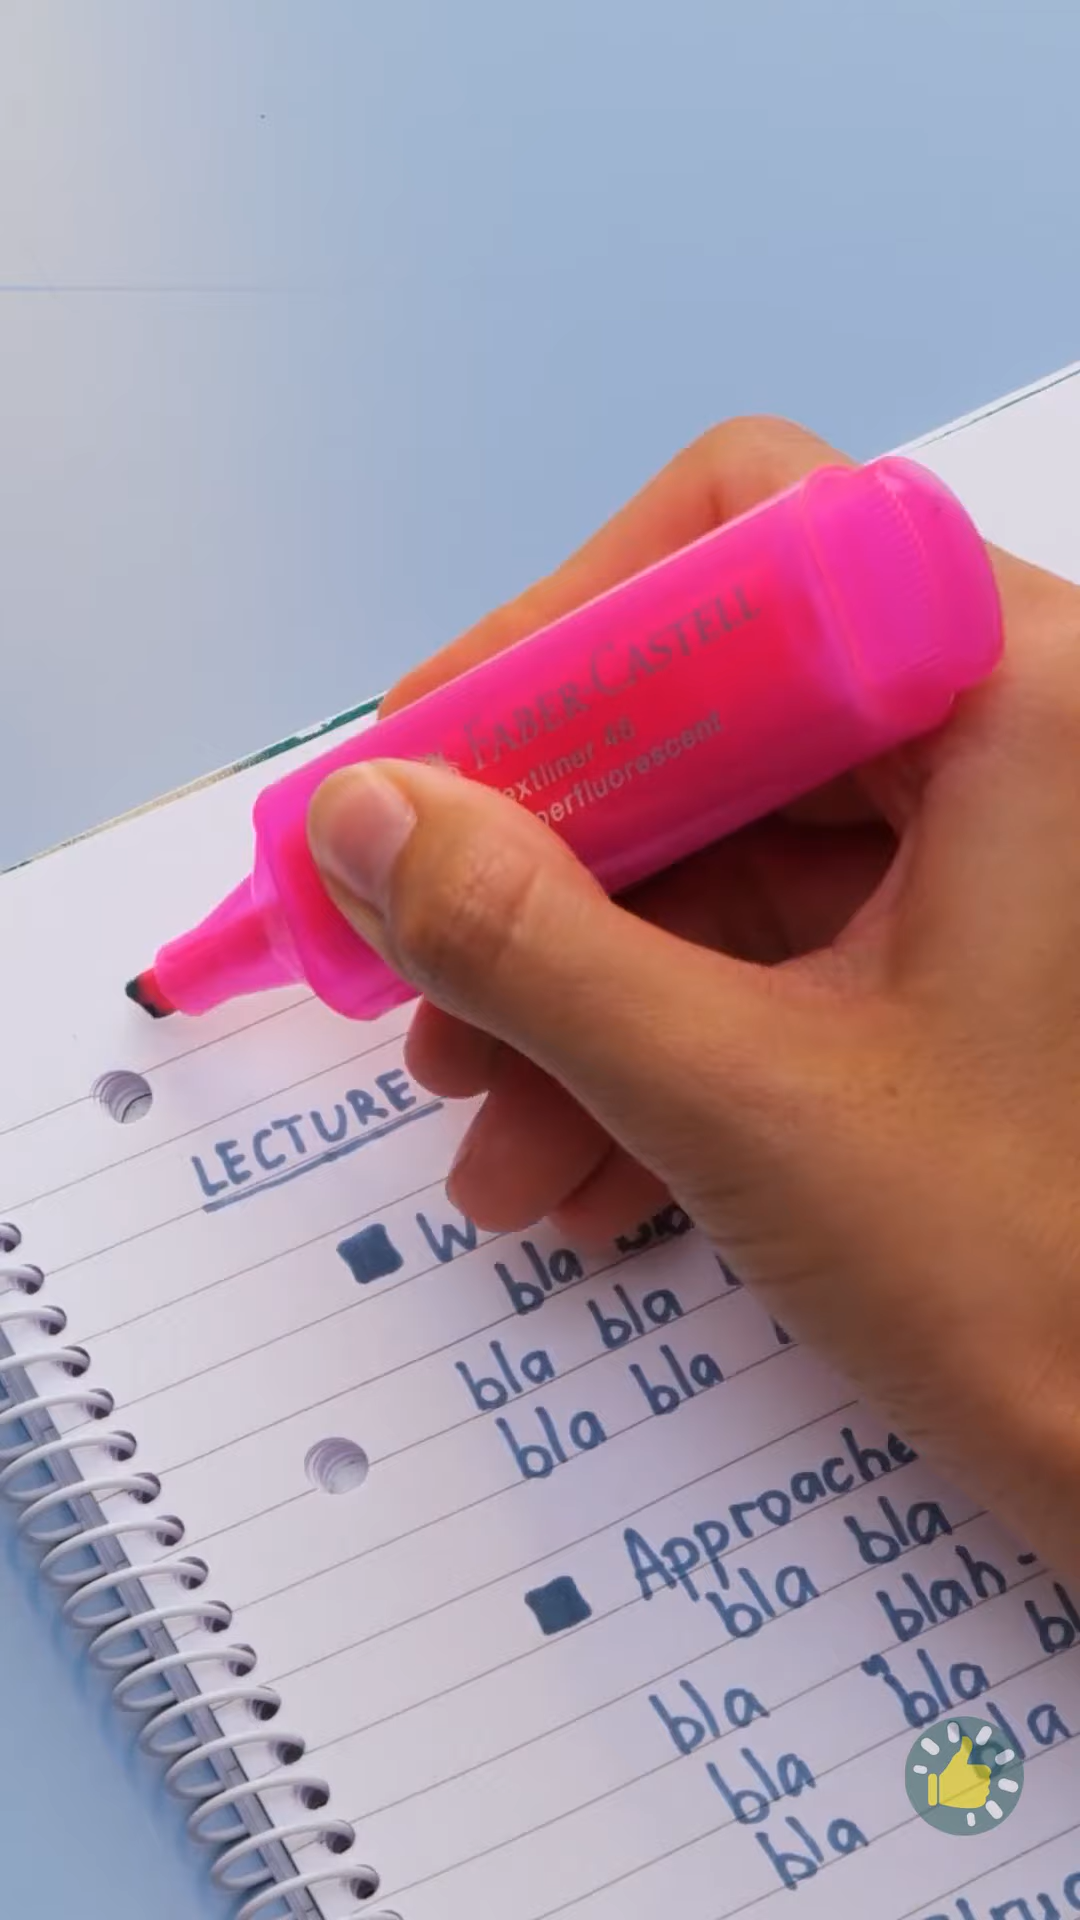 FABER-CASTELL
extliner 46
perfluorescent
LECTURE
W
bla
bla bla
bla bla
Approache
bla bla
bla blah-
bla bla bl
bla bla
bla